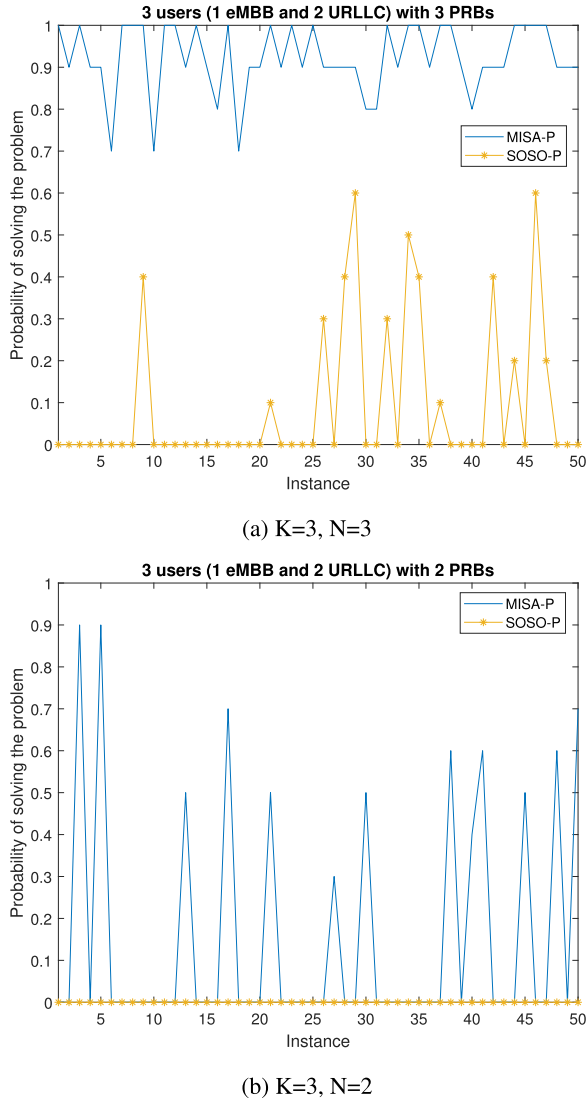 3 users (1 eMBB and 2 URLLC) with 3 PRBs
1
0.9
0.8
0.7
0.6
0.5
0.4
0.3
0.2
0.1
0
Probability of solving the problem
MISA-P
SOSO-P
5 10 15 20 25 30 35 40 45 50
Instance
(a) K=3, N=3
3 users (1 eMBB and 2 URLLC) with 2 PRBs
1
0.9
0.8
0.7
0.6
0.5
0.4
0.3
0.2
0.1
0
Probability of solving the problem
MISA-P
SOSO-P
5 10 15 20 25 30 35 40 45 50
Instance
(b) K=3, N=2